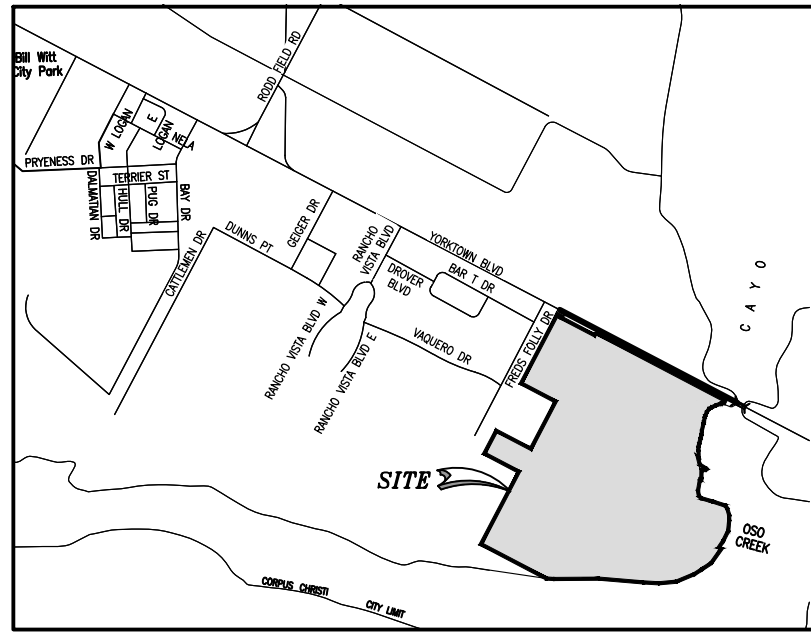 Bill Witt
City Park
RODD FIELD RD
W LOGAN
E
LOGAN
NELA
PRYENESS DR
TERRIER ST
DALMATIAN DR
HULL DR
PUG DR
BAY DR
CATTLEMEN DR
DUNNS PT
GEIGER DR
RANCHO
VISTA BLVD
YORKTOWN BLVD
DROVER
BLVD
BAR T DR
RANCHO VISTA BLVD W
RANCHO VISTA BLVD E
VAQUERO DR
FREDS FOLLY DR
CAYO
SITE
OSO
CREEK
CORPUS CHRISTI
CITY LIMIT